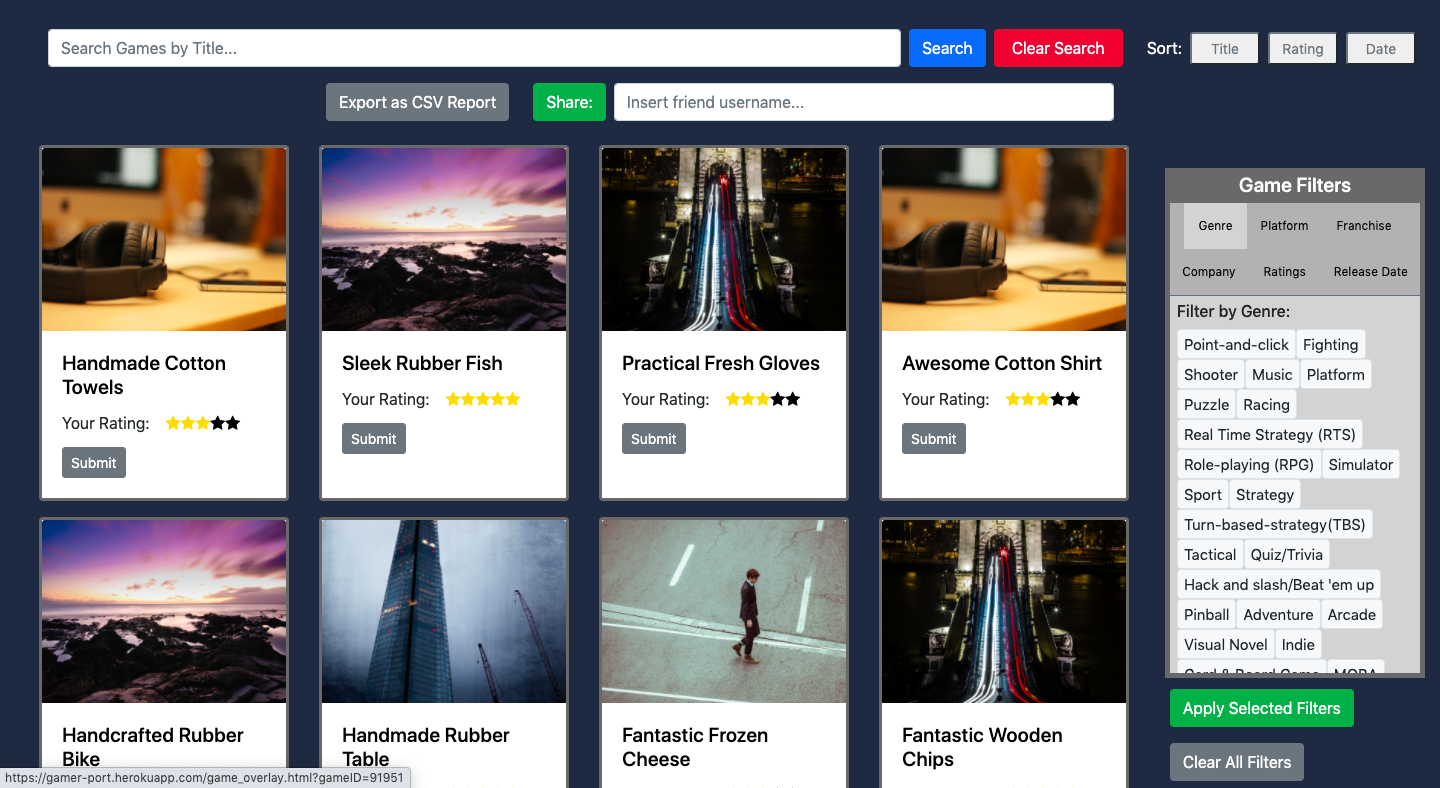 Search Games by Title...
Search
Clear Search
Sort:
Title
Rating
Date
Export as CSV Report
Share:
Insert friend username...
Handmade Cotton
Towels
Your Rating:
Submit
Sleek Rubber Fish
Your Rating:
Submit
Practical Fresh Gloves
Your Rating:
Submit
Awesome Cotton Shirt
Your Rating:
Submit
Handcrafted Rubber
Bike
Handmade Rubber
Table
Fantastic Frozen
Cheese
Fantastic Wooden
Chips
Game Filters
Genre
Platform
Franchise
Company
Ratings
Release Date
Filter by Genre:
Point-and-click
Fighting
Shooter
Music
Platform
Puzzle
Racing
Real Time Strategy (RTS)
Role-playing (RPG)
Simulator
Sport
Strategy
Turn-based-strategy(TBS)
Tactical
Quiz/Trivia
Hack and slash/Beat 'em up
Pinball
Adventure
Arcade
Visual Novel
Indie
Card & Board Game
MOBA
Apply Selected Filters
Clear All Filters
https://gamer-port.herokuapp.com/game_overlay.html?gameID=91951